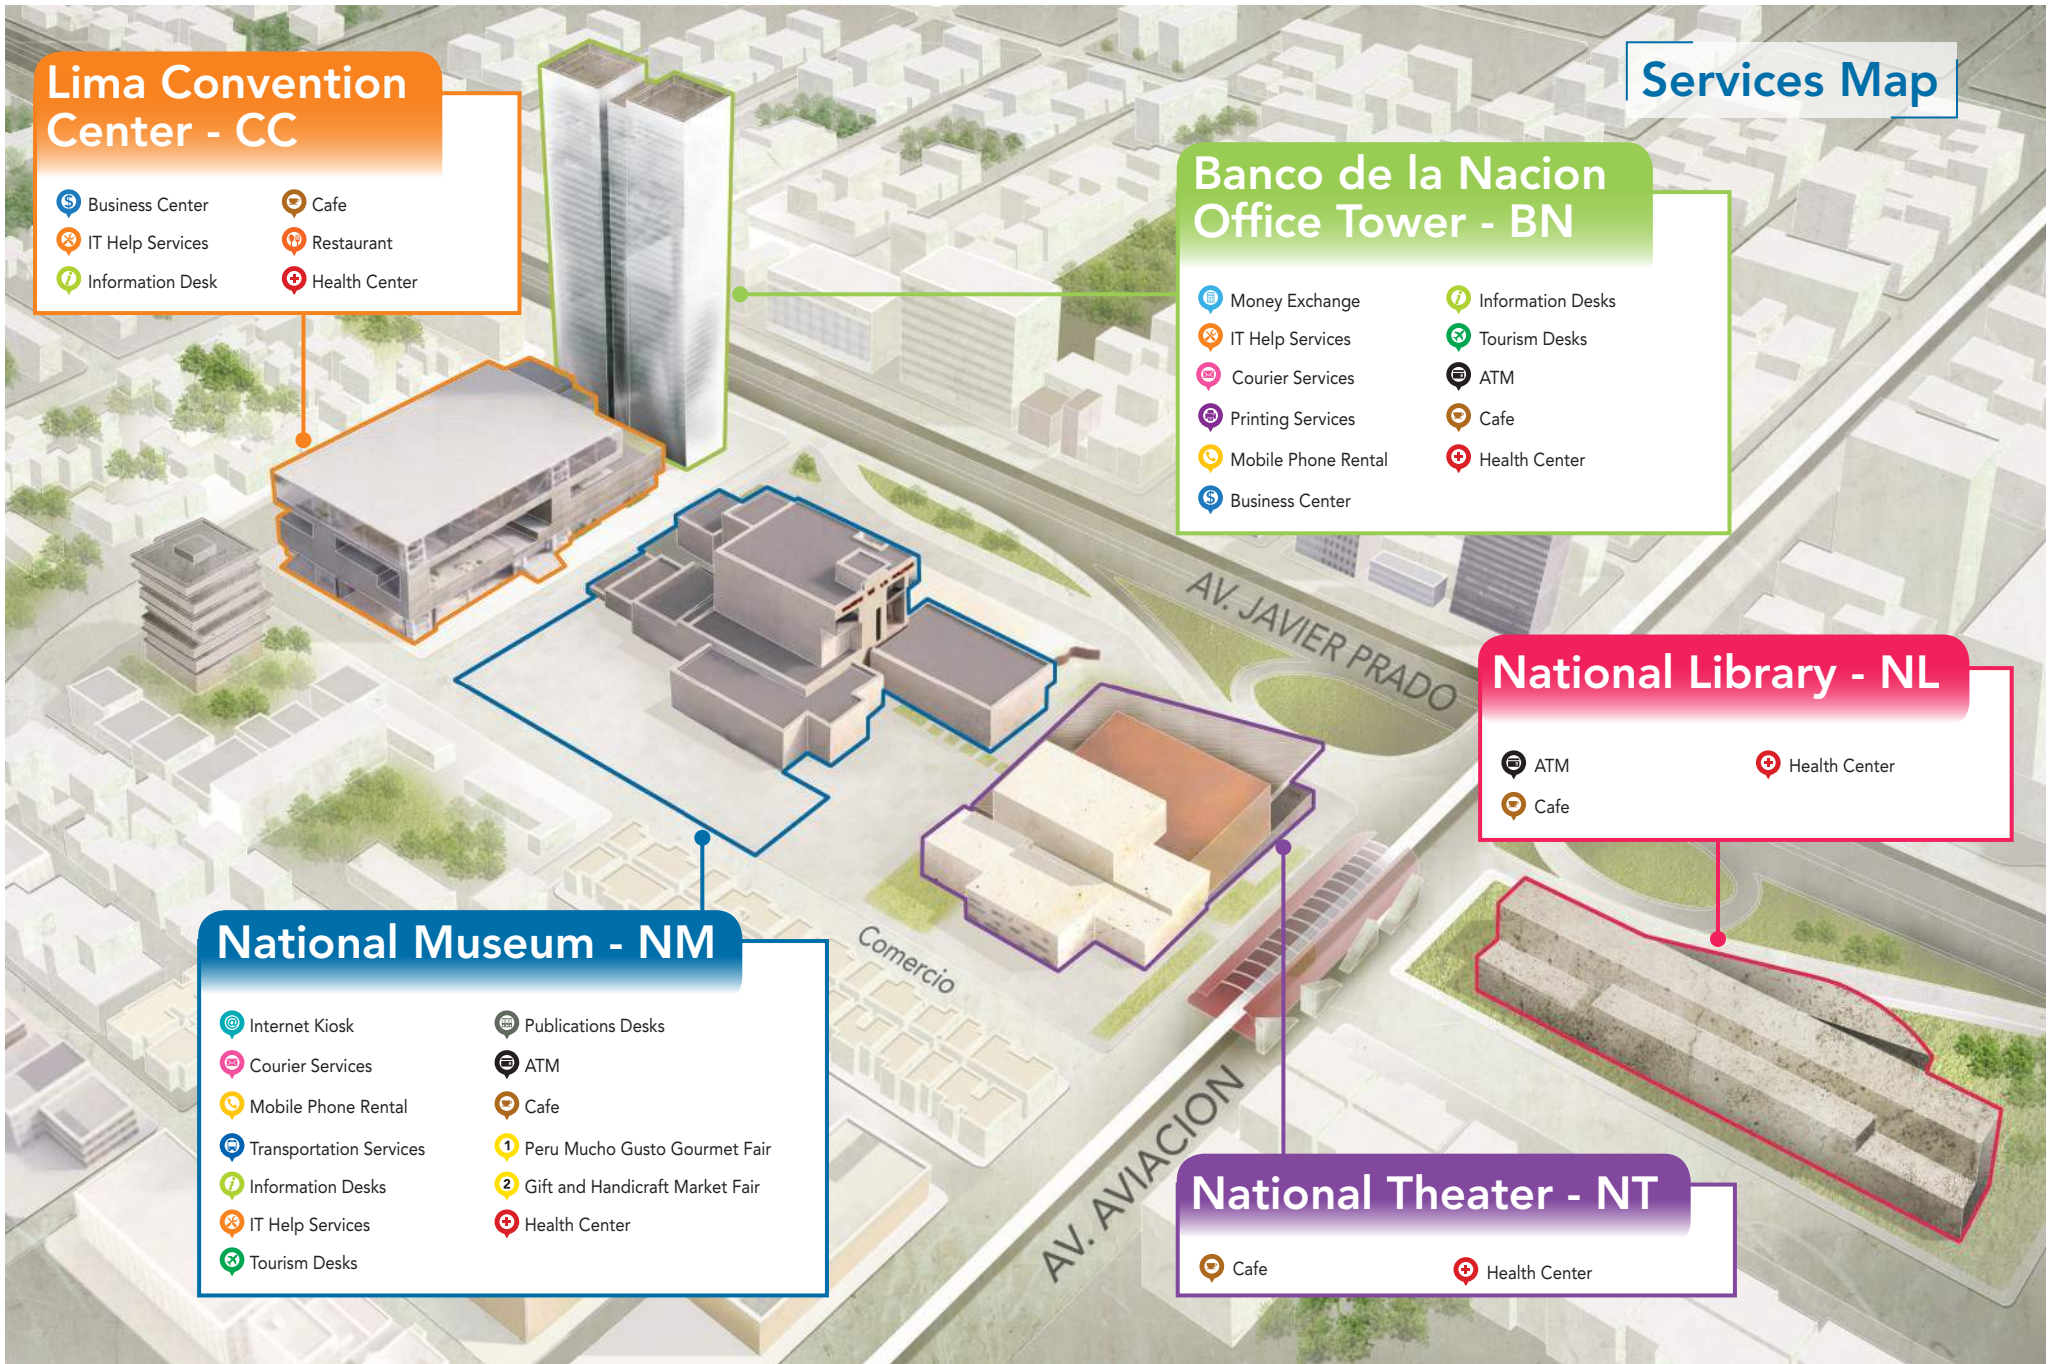 Services Map
Lima Convention
Center - CC
Business Center
IT Help Services
Information Desk
Cafe
Restaurant
Health Center
Banco de la Nacion
Office Tower - BN
Money Exchange
IT Help Services
Courier Services
Printing Services
Mobile Phone Rental
Business Center
Information Desks
Tourism Desks
ATM
Cafe
Health Center
AV. JAVIER PRADO
National Library - NL
ATM
Cafe
Health Center
National Museum - NM
Internet Kiosk
Courier Services
Mobile Phone Rental
Transportation Services
Information Desks
IT Help Services
Tourism Desks
Publications Desks
ATM
Cafe
1 Peru Mucho Gusto Gourmet Fair
2 Gift and Handicraft Market Fair
Health Center
Comercio
AV. AVIACION
National Theater - NT
Cafe
Health Center